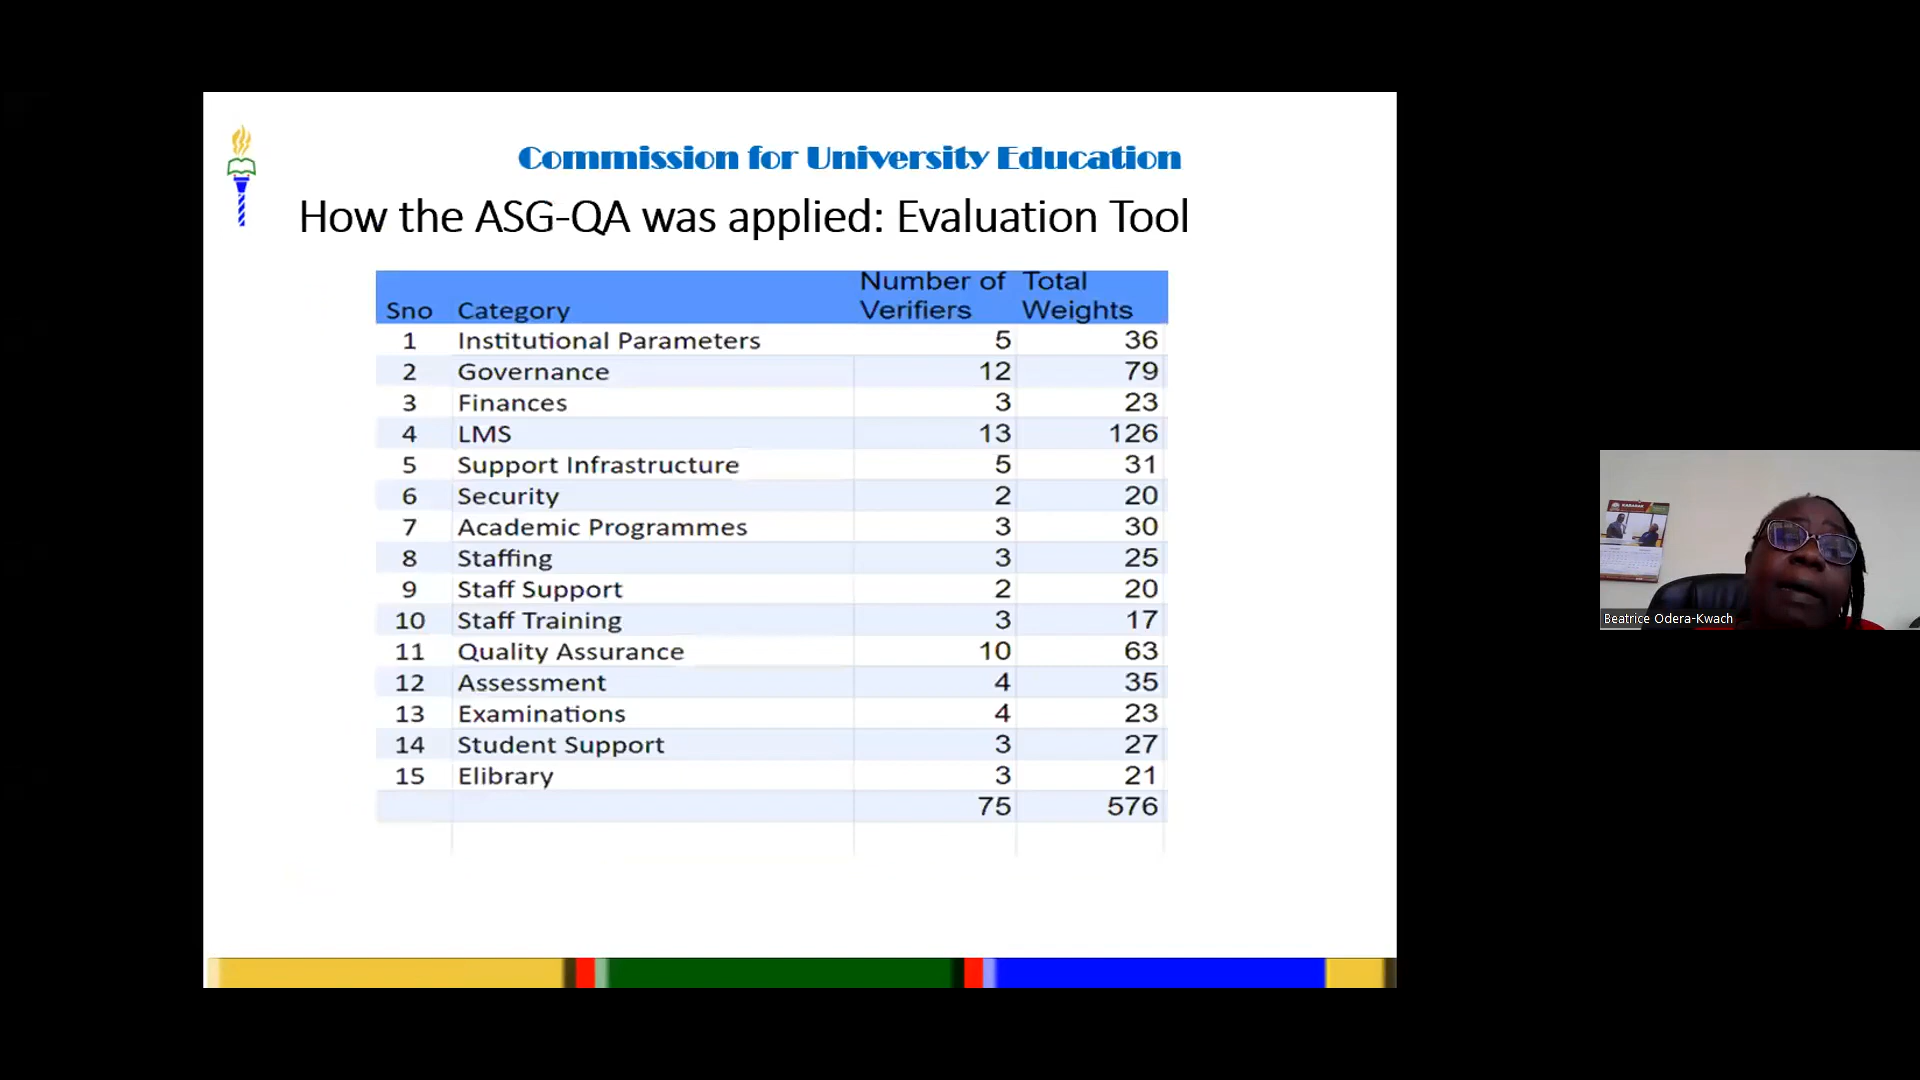 Commission for University Education
How the ASG-QA was applied: Evaluation Tool
Sno Category Number of Verifiers Total Weights
1 Institutional Parameters 5 36
2 Governance 12 79
3 Finances 3 23
4 LMS 13 126
5 Support Infrastructure 5 31
6 Security 2 20
7 Academic Programmes 3 30
8 Staffing 3 25
9 Staff Support 2 20
10 Staff Training 3 17
11 Quality Assurance 10 63
12 Assessment 4 35
13 Examinations 4 23
14 Student Support 3 27
15 Elibrary 3 21
75 576
Beatrice Odera-Kwach